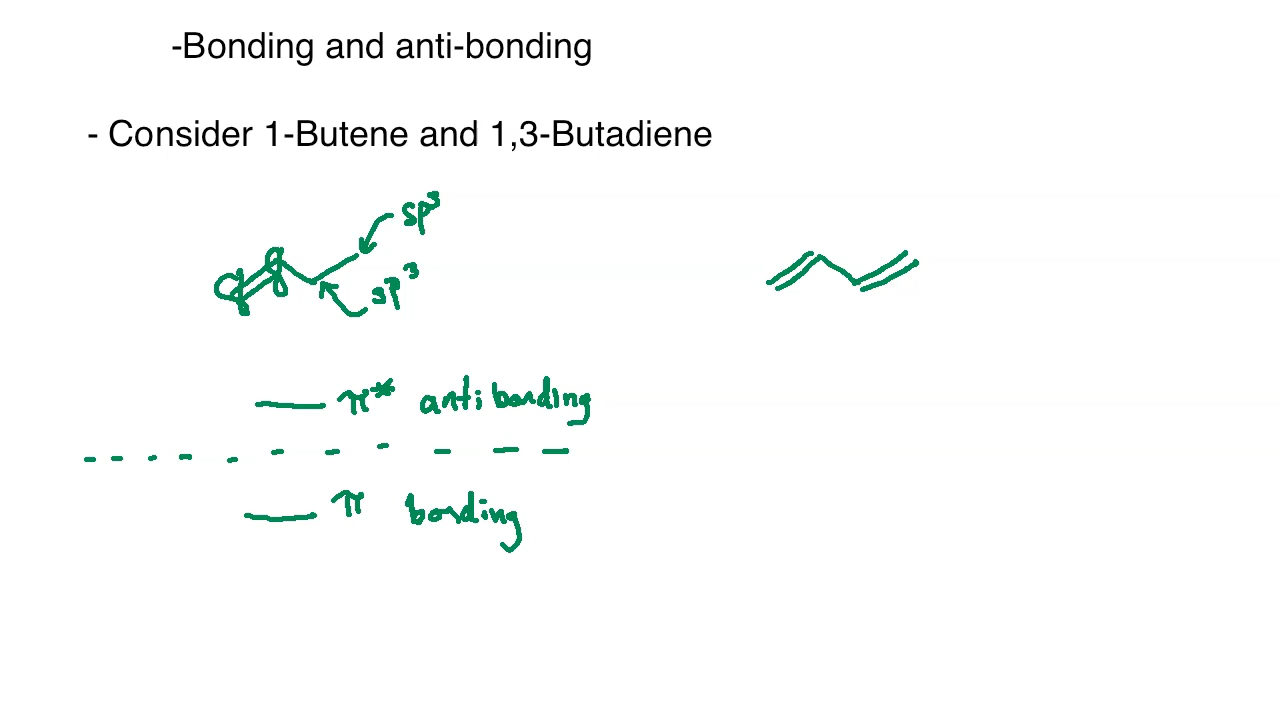 -Bonding and anti-bonding
- Consider 1-Butene and 1,3-Butadiene
sp³
sp³
π* antibonding
π bonding